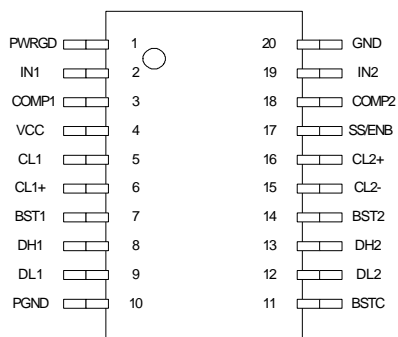 PWRGD 1 20 GND
IN1 2 19 IN2
COMP1 3 18 COMP2
VCC 4 17 SS/ENB
CL1 5 16 CL2+
CL1+ 6 15 CL2-
BST1 7 14 BST2
DH1 8 13 DH2
DL1 9 12 DL2
PGND 10 11 BSTC